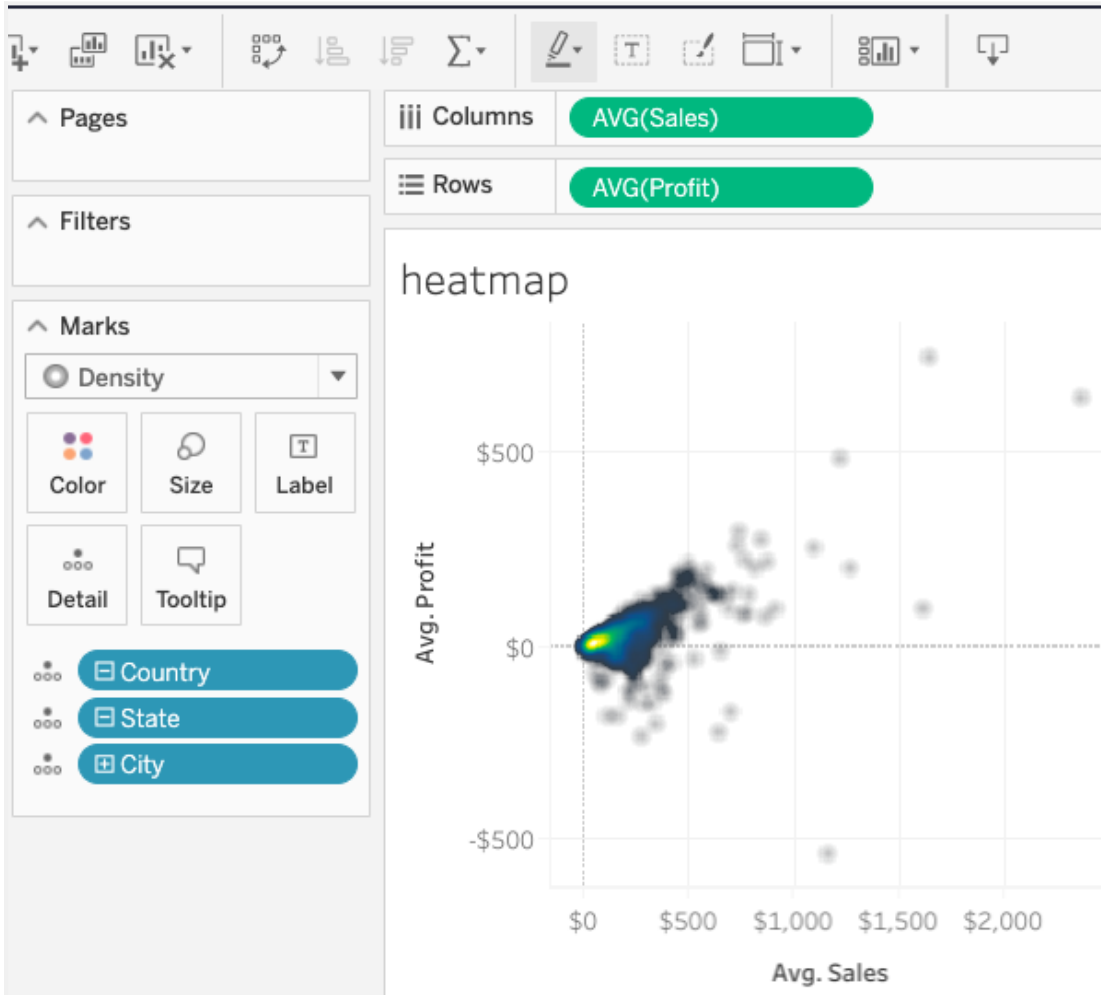 Pages
Columns
AVG(Sales)
Rows
AVG(Profit)
Filters
Marks
Density
Color
Size
T
Label
Detail
Tooltip
Country
State
City
heatmap
$500
$0
-$500
Avg. Profit
$0
$500
$1,000
$1,500
$2,000
Avg. Sales
T